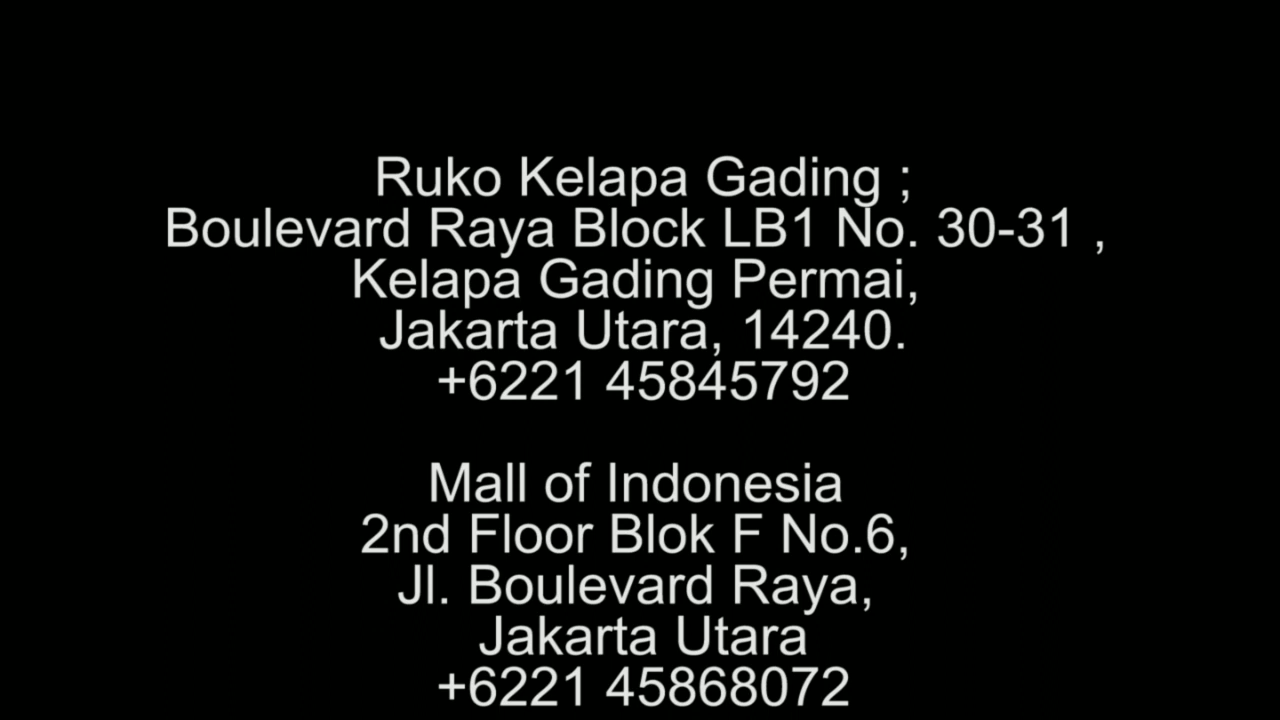 Ruko Kelapa Gading ;
Boulevard Raya Block LB1 No. 30-31 ,
Kelapa Gading Permai,
Jakarta Utara, 14240.
+6221 45845792
Mall of Indonesia
2nd Floor Blok F No.6,
Jl. Boulevard Raya,
Jakarta Utara
+6221 45868072